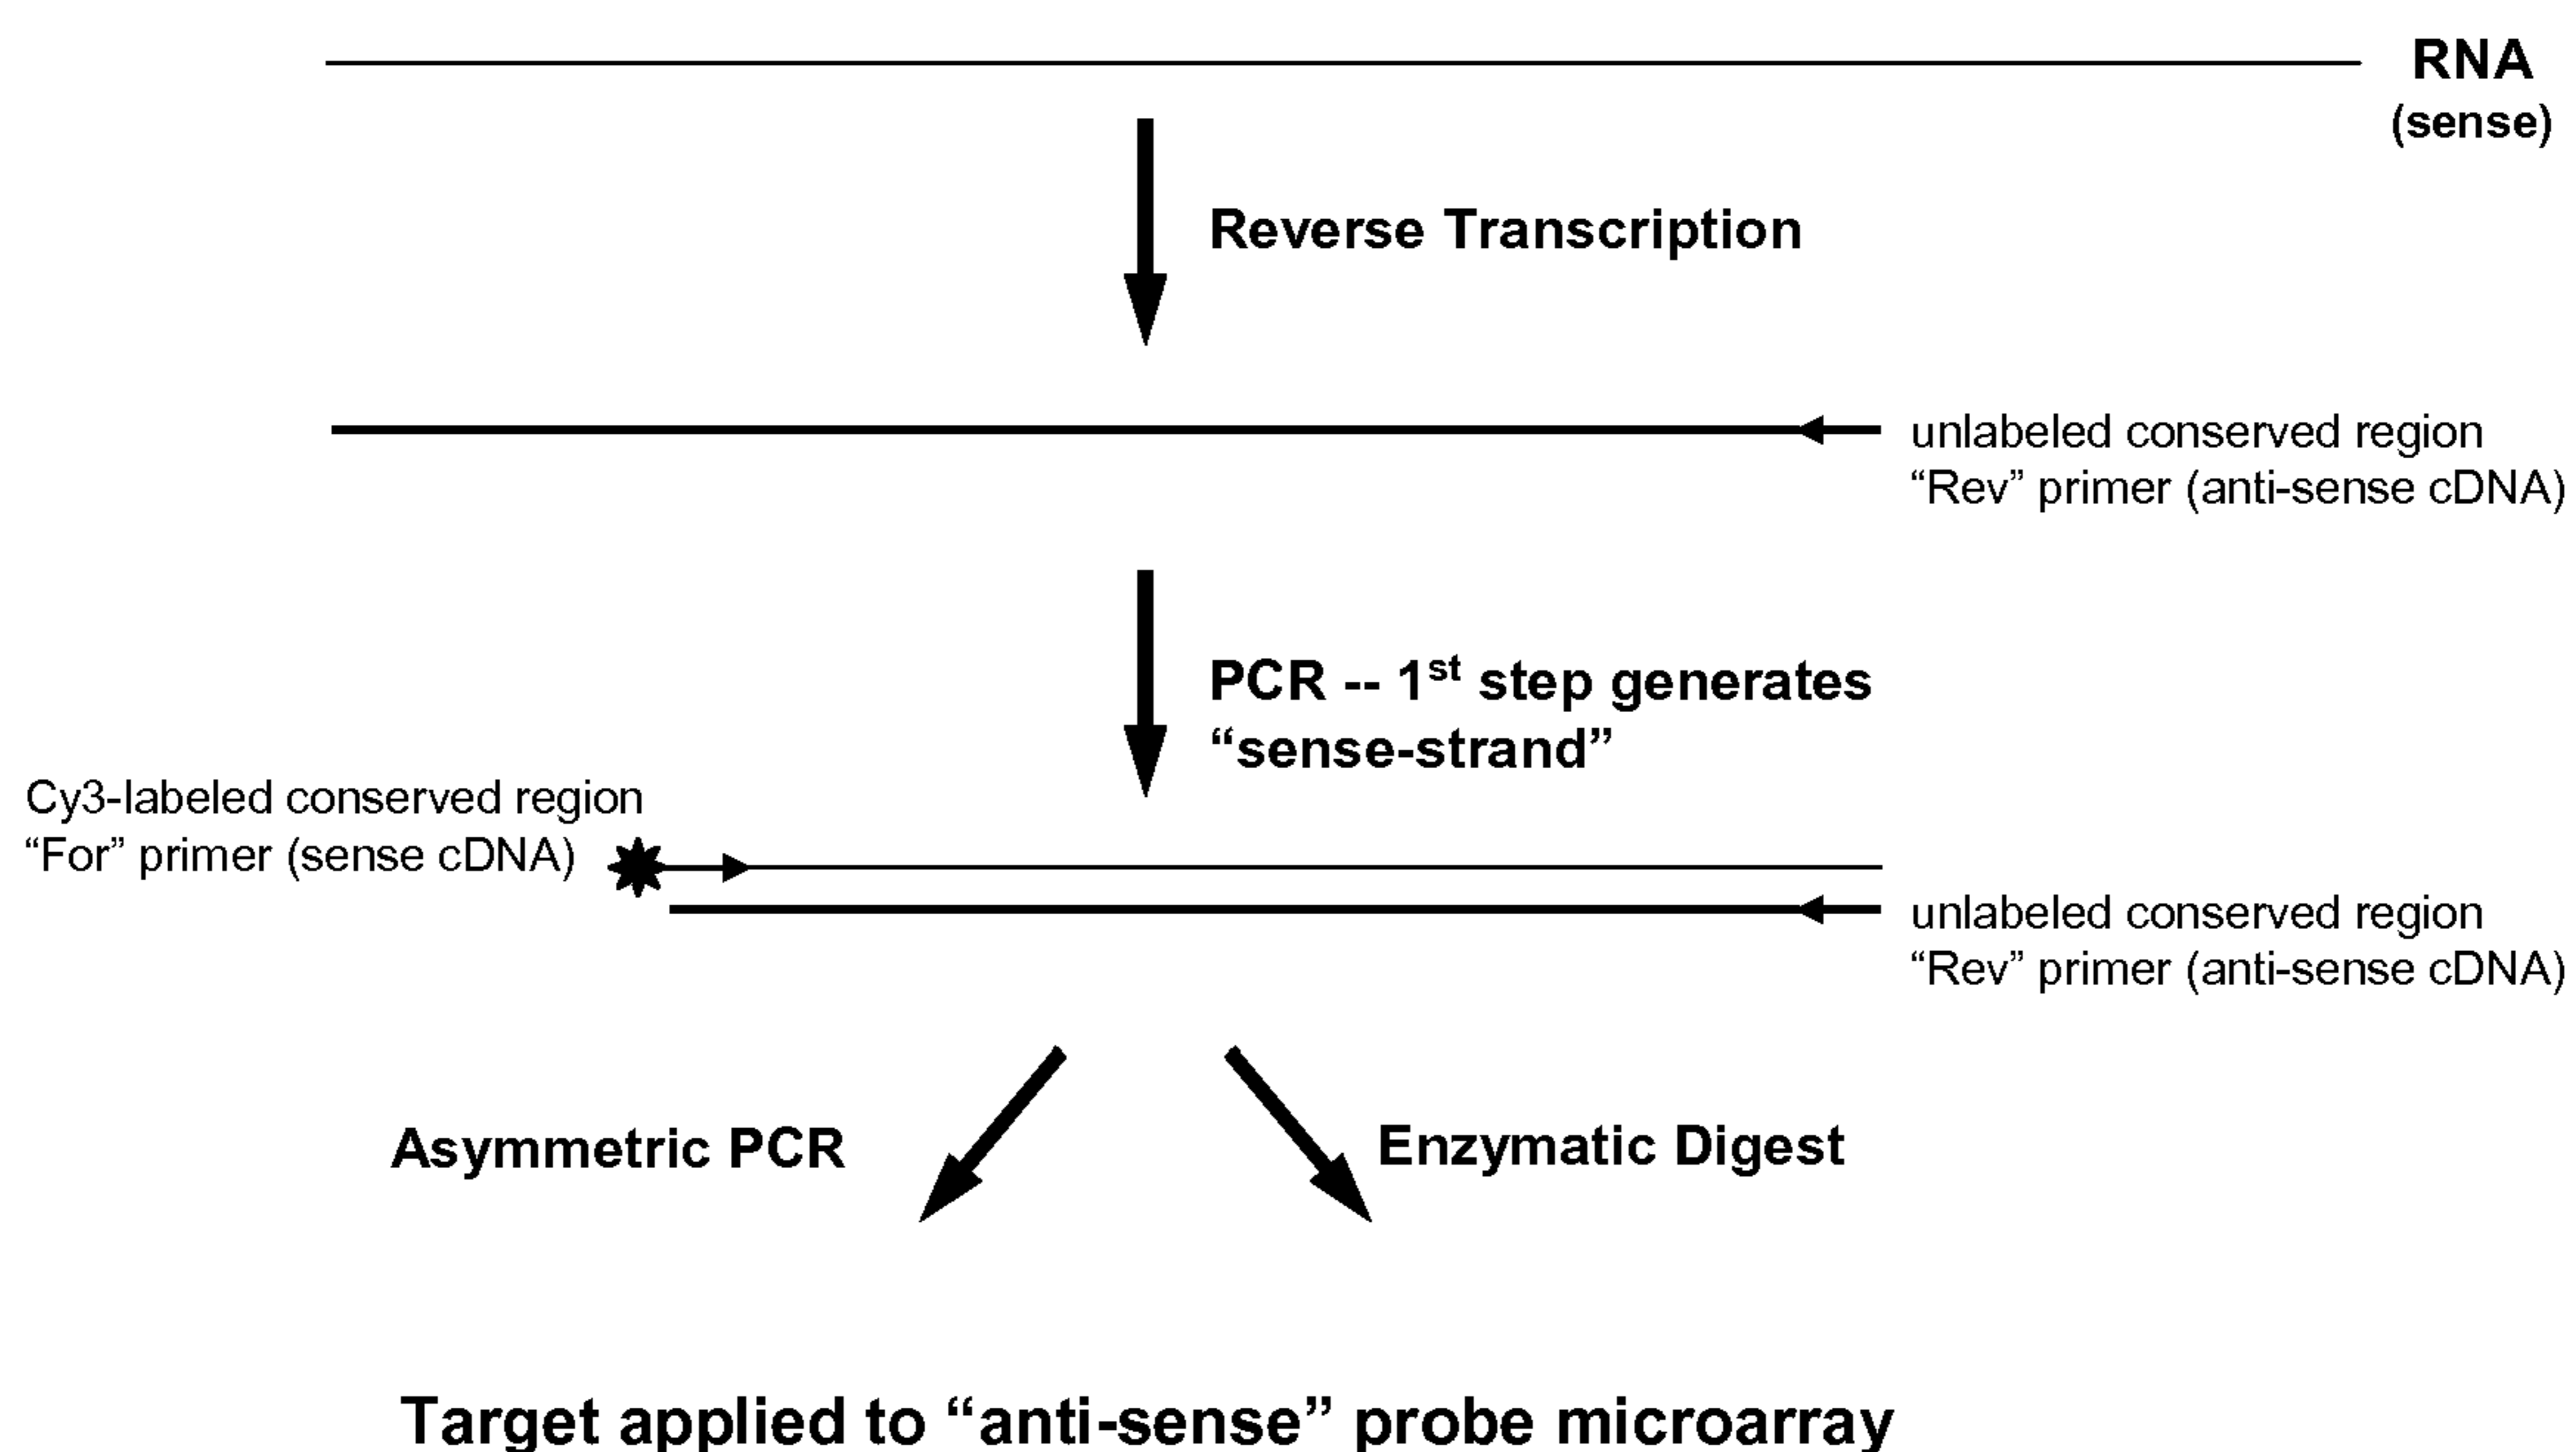 RNA
(sense)
Reverse Transcription
unlabeled conserved region
“Rev” primer (anti-sense cDNA)
PCR -- 1st step generates
“sense-strand”
Cy3-labeled conserved region
“For” primer (sense cDNA)
unlabeled conserved region
“Rev” primer (anti-sense cDNA)
Asymmetric PCR
Enzymatic Digest
Target applied to “anti-sense” probe microarray